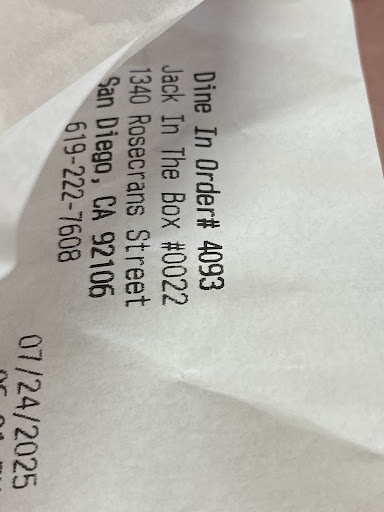 Dine In Order# 4093
Jack In The Box #0022
1340 Rosecrans Street
San Diego, CA 92106
619-222-7608
07/24/2025